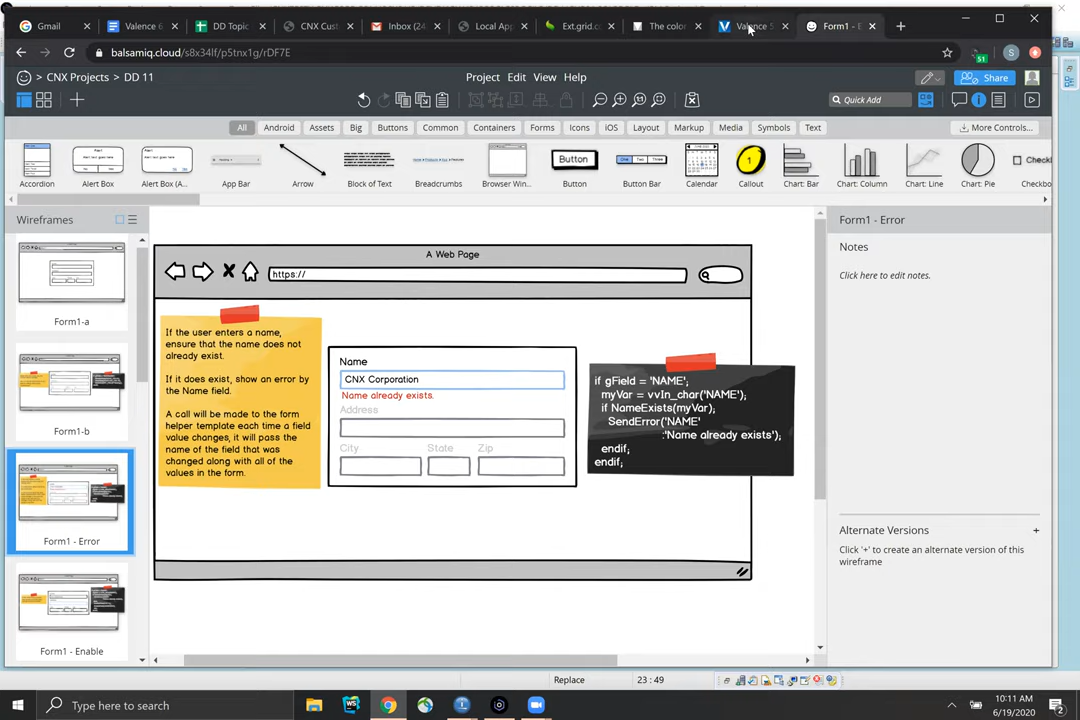 Gmail
Valence 6
DD Topic
CNX Cust
Inbox (24
Local App
Ext.grid.c
The color
Valence 5
Form1 - E
balsamiq.cloud/s8x34lf/p5tnx1g/rDF7E
51
S
CNX Projects > DD 11
Project Edit View Help
Share
Quick Add
All
Android
Assets
Big
Buttons
Common
Containers
Forms
Icons
iOS
Layout
Markup
Media
Symbols
Text
More Controls...
Button
1
Accordion
Alert Box
Alert Box (A...
App Bar
Arrow
Block of Text
Breadcrumbs
Browser Win...
Button
Button Bar
Calendar
Callout
Chart: Bar
Chart: Column
Chart: Line
Chart: Pie
Checkbo
Wireframes
Form1-a
Form1-b
Form1 - Error
Form1 - Enable
A Web Page
https://
If the user enters a name,
ensure that the name does not
already exist.
If it does exist, show an error by
the Name field.
A call will be made to the form
helper template each time a field
value changes, it will pass the
name of the field that was
changed along with all of the
values in the form.
Name
CNX Corporation
Name already exists.
Address
City
State
Zip
if gField = 'NAME';
myVar = vvIn_char('NAME');
if NameExists(myVar);
SendError('NAME'
:'Name already exists');
endif;
endif;
Form1 - Error
Notes
Click here to edit notes.
Alternate Versions
+
Click '+' to create an alternate version of this
wireframe
Replace
23 : 49
Type here to search
10:11 AM
6/19/2020
2